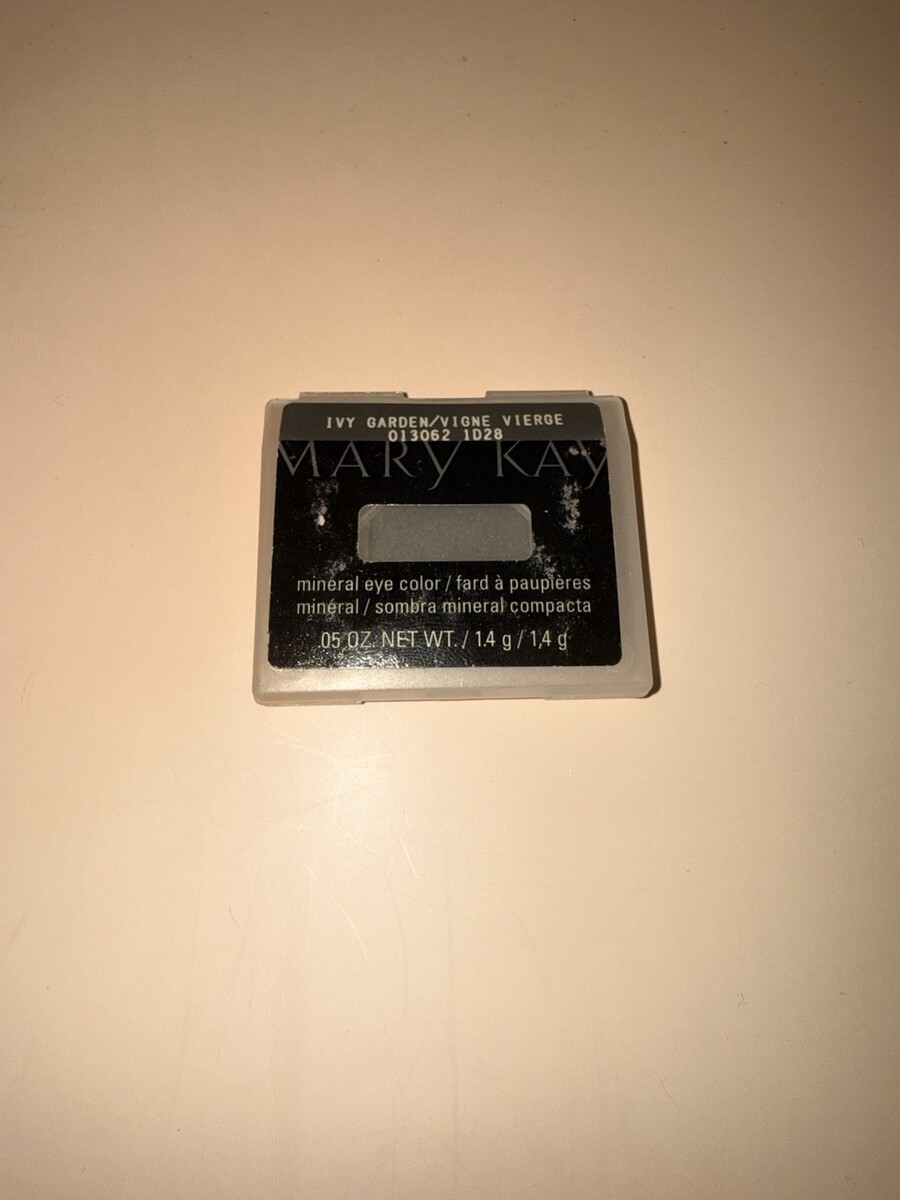 IVY GARDEN/VIGNE VIERGE
013062 1D28
MARY KAY
mineral eye color / fard à paupières
minéral / sombra mineral compacta
.05 OZ. NET WT. / 1.4 g / 1,4 g